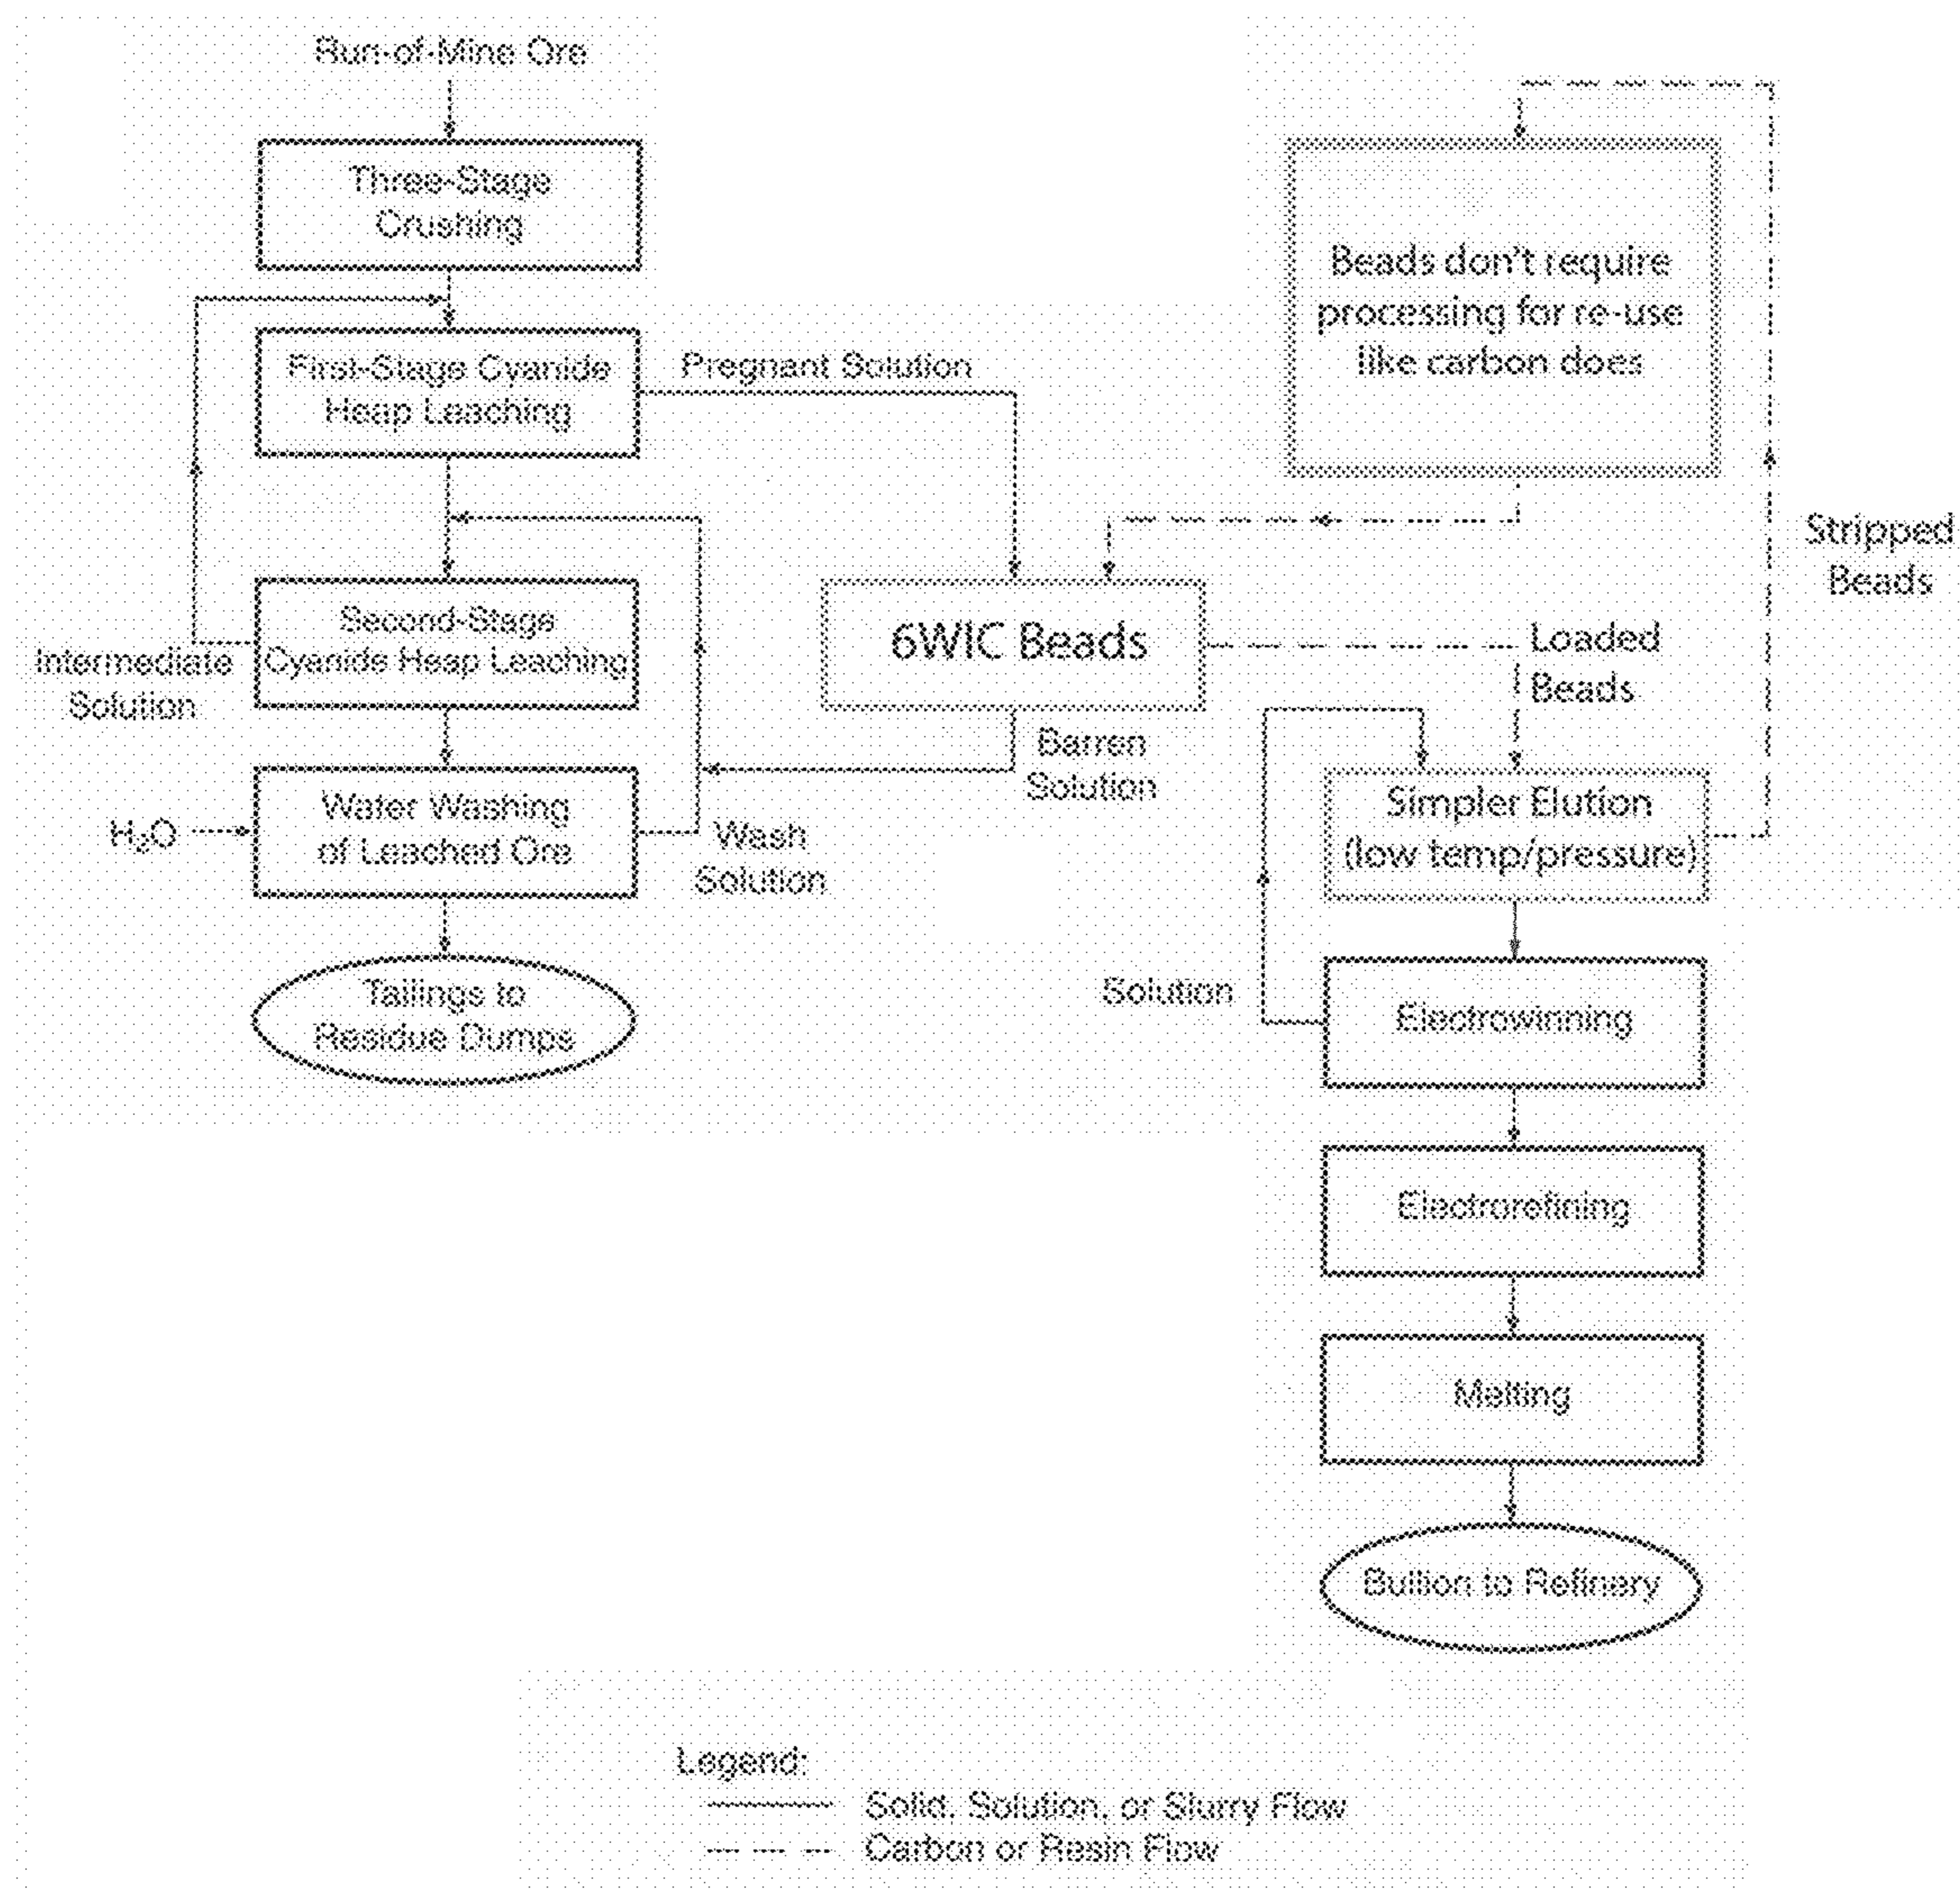 Run-of-Mine Ore
Three-Stage
Crushing
First-Stage Cyanide
Heap Leaching
Pregnant Solution
Beads don't require
processing for re-use
like carbon does
Stripped
Beads
Second-Stage
Cyanide Heap Leaching
Intermediate
Solution
6WIC Beads
Loaded
Beads
Barren
Solution
H₂O
Water Washing
of Leached Ore
Wash
Solution
Simpler Elution
(low temp/pressure)
Tailings to
Residue Dumps
Solution
Electrowinning
Electrorefining
Melting
Bullion to Refinery
Legend:
Solid, Solution, or Slurry Flow
Carbon or Resin Flow